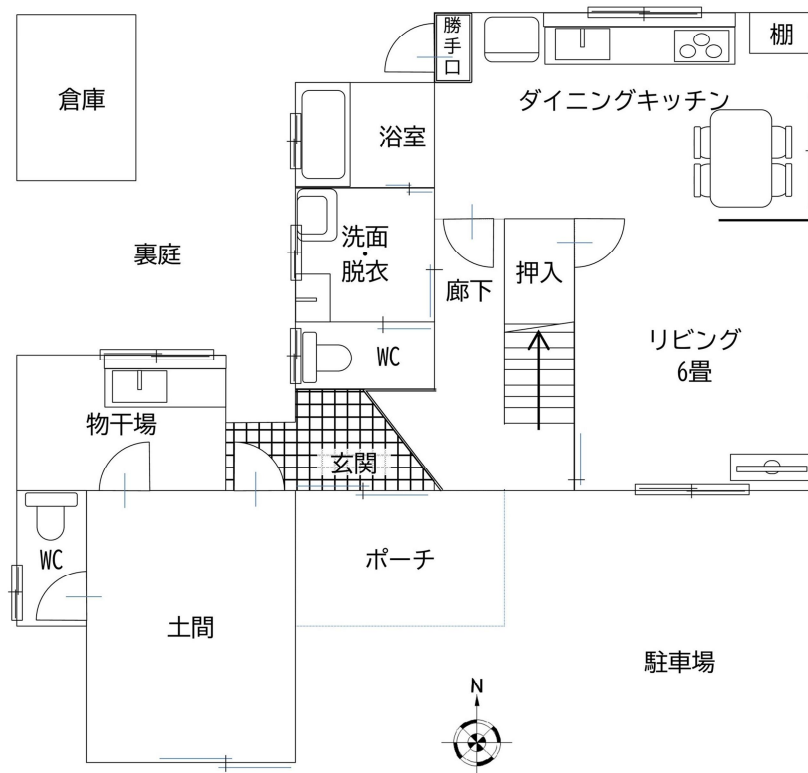 勝手口
棚
倉庫
ダイニングキッチン
浴室
洗面
・
脱衣
裏庭
廊下
押入
リビング
6畳
WC
物干場
玄関
WC
ポーチ
土間
駐車場
N